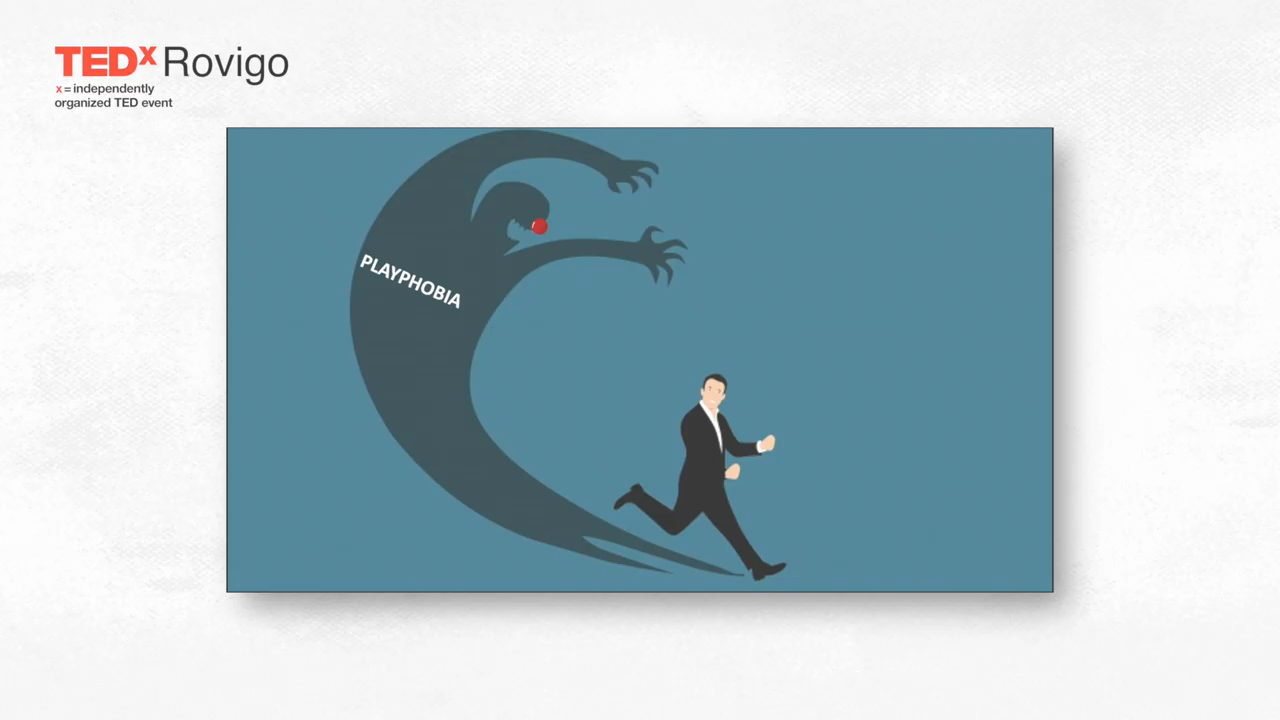 TEDx Rovigo
x = independently
organized TED event
PLAYPHOBIA